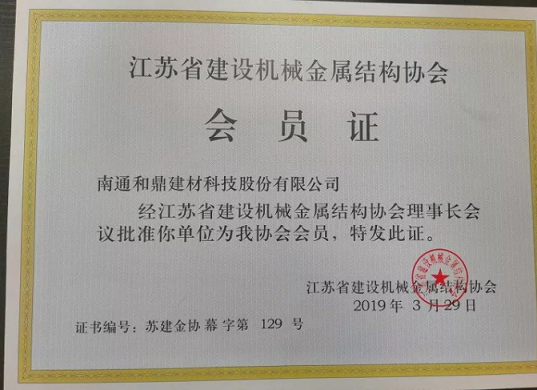 江苏省建设机械金属结构协会
会员证
南通和鼎建材科技股份有限公司
经江苏省建设机械金属结构协会理事长会
议批准你单位为我协会会员，特发此证。
江苏省建设机械金属结构协会
2019年 3 月29日
证书编号：苏建金协 幕 字第 129 号